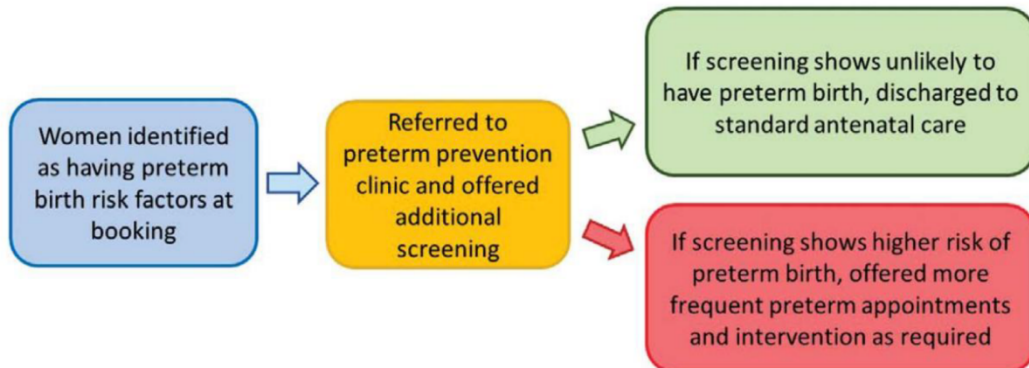 Women identified
as having preterm
birth risk factors at
booking
Referred to
preterm prevention
clinic and offered
additional
screening
If screening shows unlikely to
have preterm birth, discharged to
standard antenatal care
If screening shows higher risk of
preterm birth, offered more
frequent preterm appointments
and intervention as required